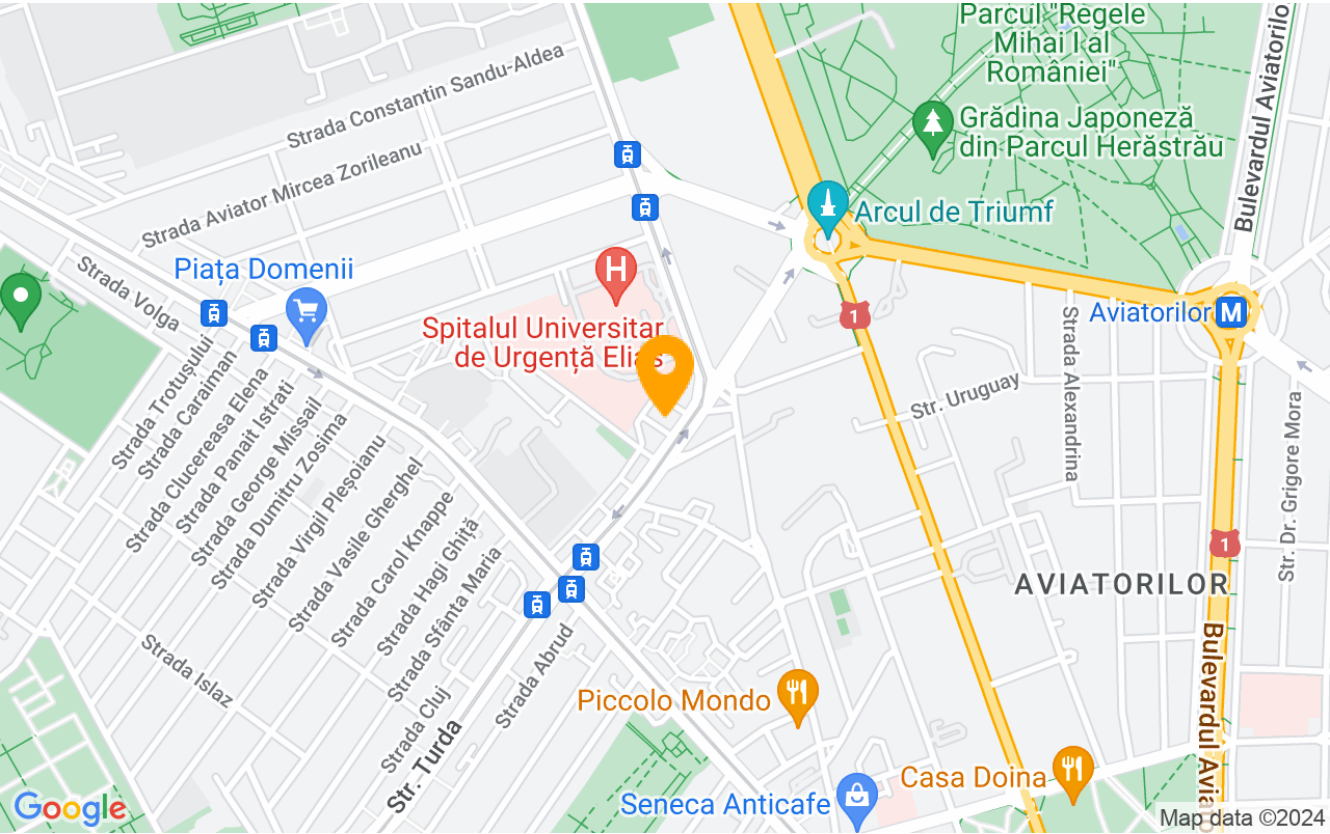 Parcul "Regele
Mihai I al
României"
Bulevardul Aviatorilo
Strada Constantin Sandu-Aldea
Grădina Japoneză
din Parcul Herăstrău
Strada Aviator Mircea Zorileanu
Arcul de Triumf
Piața Domenii
Strada Volga
H
Spitalul Universitar
de Urgență Elias
Aviatorilor
M
1
Strada Alexandrina
Str. Uruguay
Strada Trotușului
Strada Caraiman
Strada Clucereasa Elena
Strada Panait Istrati
Strada George Missail
Strada Dumitru Zosima
Strada Virgil Pleșoianu
Strada Vasile Gherghel
Strada Carol Knappe
Strada Hagi Ghiță
Strada Sfânta Maria
Str. Dr. Grigore Mora
1
AVIATORILOR
Strada Islaz
Strada Abrud
Strada Cluj
Str. Turda
Bulevardul Avia
Piccolo Mondo
Casa Doina
Seneca Anticafe
Google
Map data ©2024